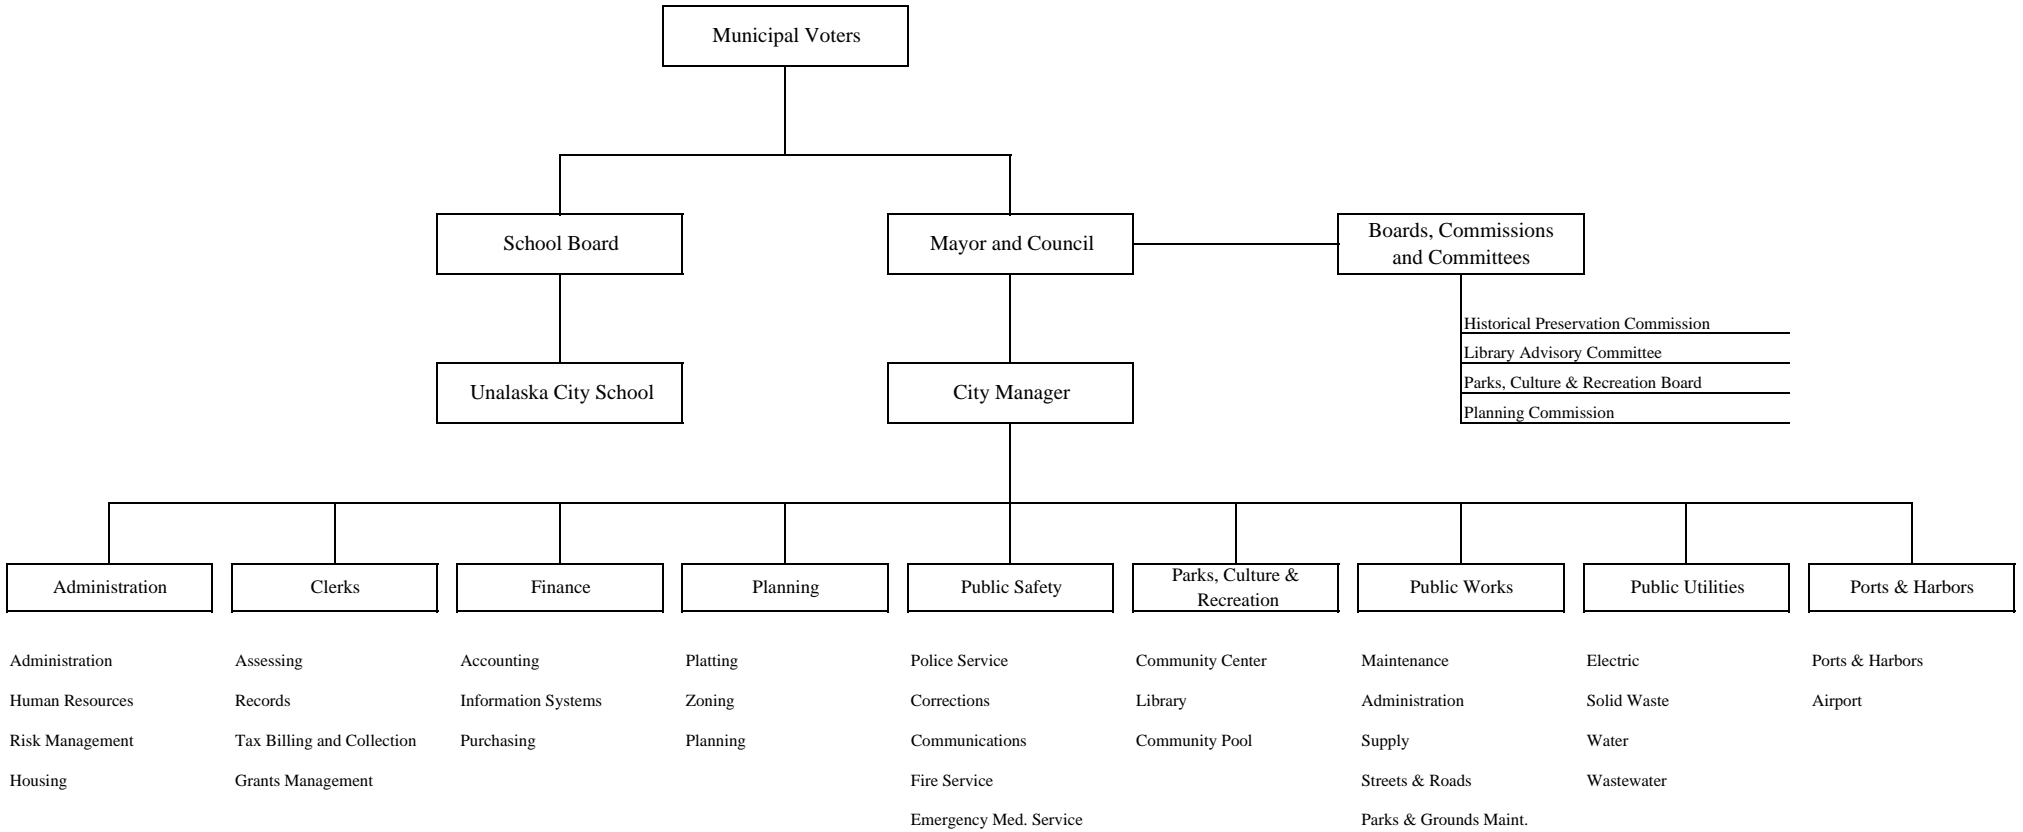 Municipal Voters
School Board
Mayor and Council
Boards, Commissions
and Committees
Historical Preservation Commission
Library Advisory Committee
Parks, Culture & Recreation Board
Planning Commission
Unalaska City School
City Manager
Administration
Clerks
Finance
Planning
Public Safety
Parks, Culture &
Recreation
Public Works
Public Utilities
Ports & Harbors
Administration
Human Resources
Risk Management
Housing
Assessing
Records
Tax Billing and Collection
Grants Management
Accounting
Information Systems
Purchasing
Platting
Zoning
Planning
Police Service
Corrections
Communications
Fire Service
Emergency Med. Service
Community Center
Library
Community Pool
Maintenance
Administration
Supply
Streets & Roads
Parks & Grounds Maint.
Electric
Solid Waste
Water
Wastewater
Ports & Harbors
Airport